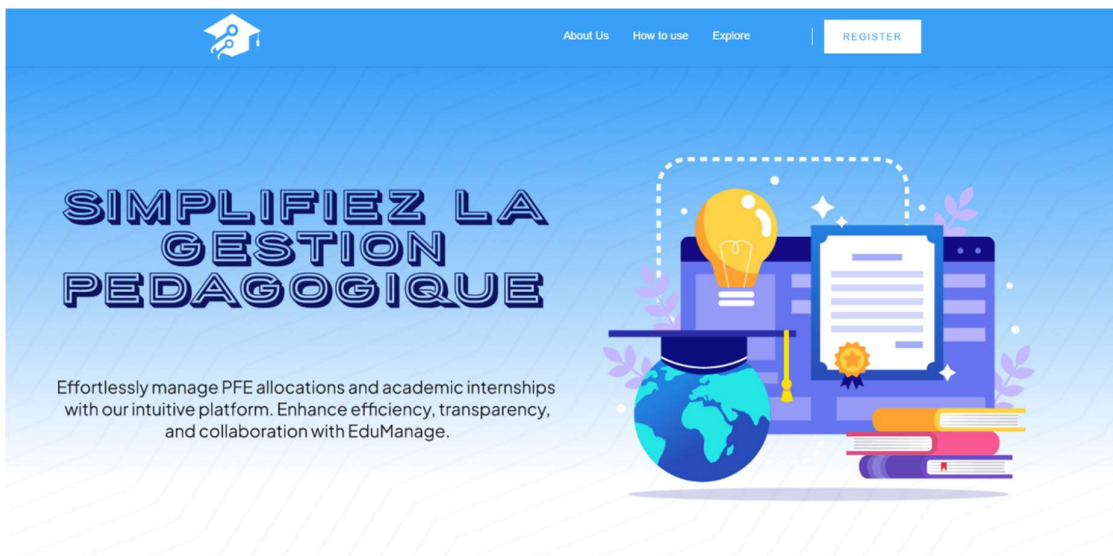 About Us How to use Explore REGISTER
SIMPLIFIEZ LA
GESTION
PEDAGOGIQUE
Effortlessly manage PFE allocations and academic internships
with our intuitive platform. Enhance efficiency, transparency,
and collaboration with EduManage.